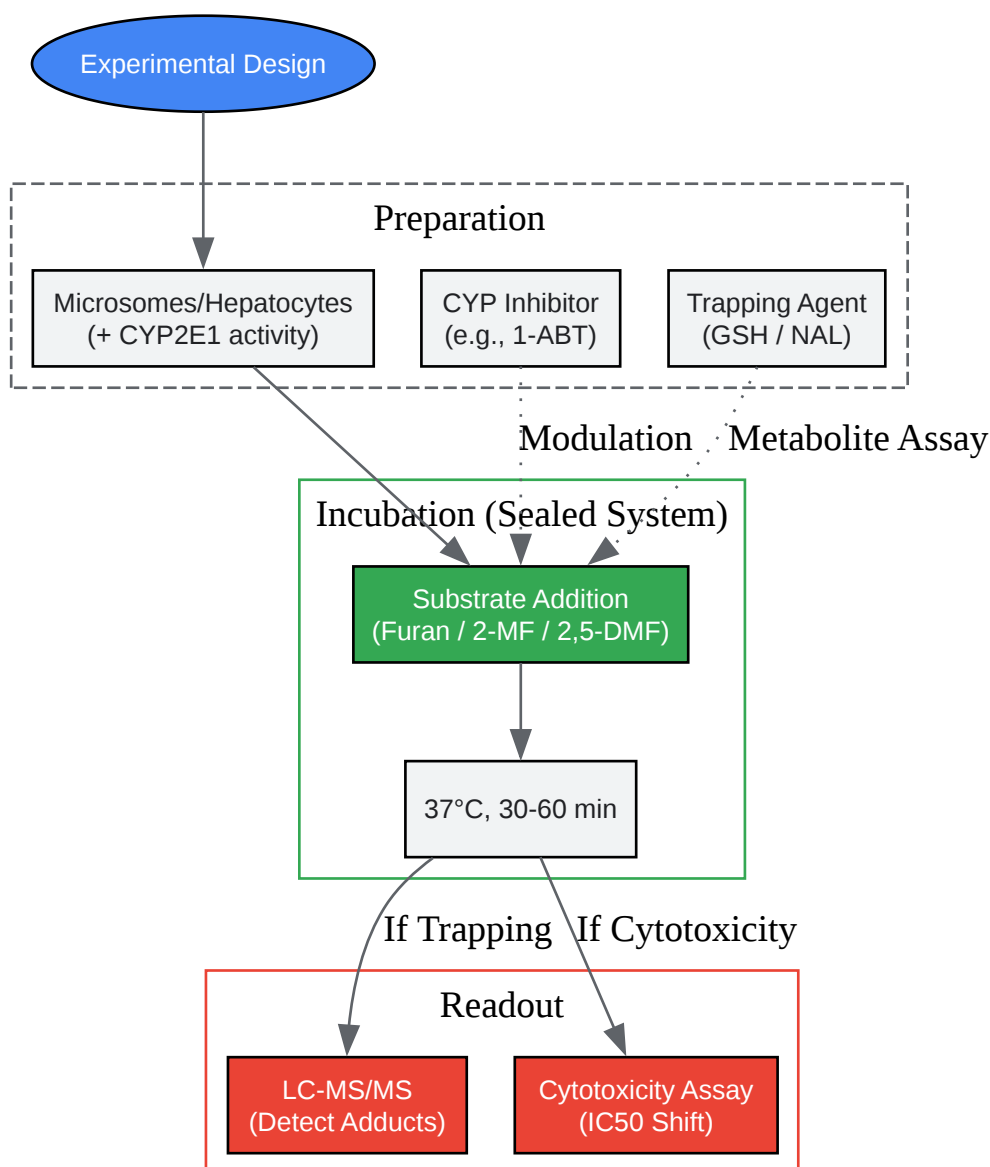 Experimental Design
Preparation
Microsomes/Hepatocytes
(+ CYP2E1 activity)
CYP Inhibitor
(e.g., 1-ABT)
Trapping Agent
(GSH / NAL)
Modulation
Metabolite Assay
Incubation (Sealed System)
Substrate Addition
(Furan / 2-MF / 2,5-DMF)
37°C, 30-60 min
If Trapping
If Cytotoxicity
Readout
LC-MS/MS
(Detect Adducts)
Cytotoxicity Assay
(IC50 Shift)